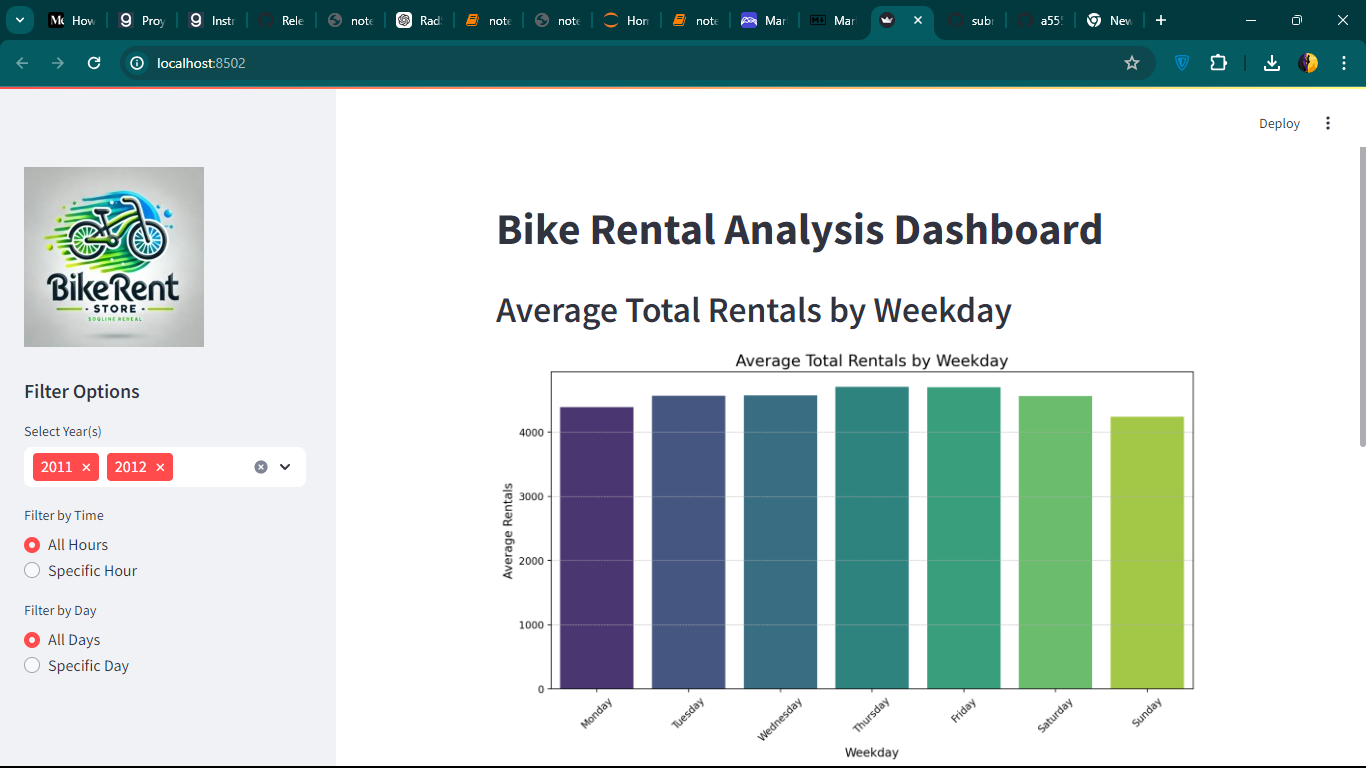 How
Proy
Instr
Rele
note
note
Rad
note
note
Hom
note
Mar
Mar
sub
a55
New
localhost:8502
Deploy
BikeRent
STORE
Filter Options
Select Year(s)
2011
2012
Filter by Time
All Hours
Specific Hour
Filter by Day
All Days
Specific Day
Bike Rental Analysis Dashboard
Average Total Rentals by Weekday
Average Total Rentals by Weekday
Average Rentals
4000
3000
2000
1000
0
Monday
Tuesday
Wednesday
Thursday
Friday
Saturday
Sunday
Weekday